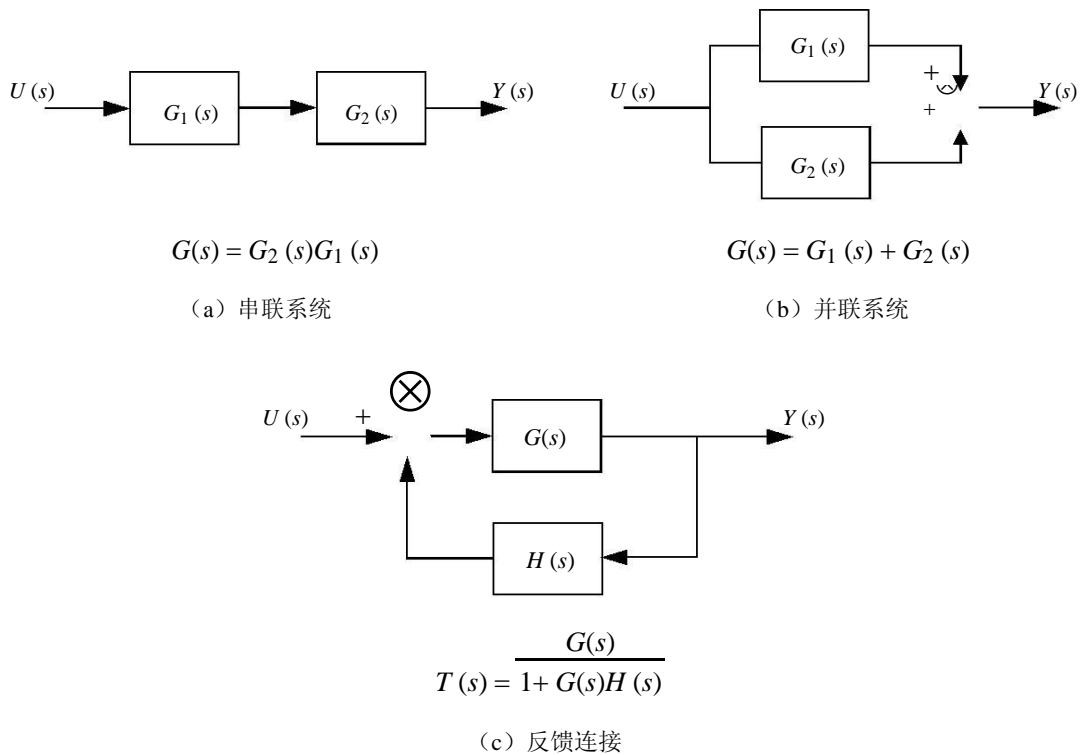 U (s)
G1 (s)
G2 (s)
Y (s)
G(s) = G2 (s)G1 (s)
（a）串联系统
G1 (s)
U (s)
+
+
Y (s)
G2 (s)
G(s) = G1 (s) + G2 (s)
（b）并联系统
U (s)
+
G(s)
Y (s)
H (s)
G(s)
T (s) =
1+ G(s)H (s)
（c）反馈连接